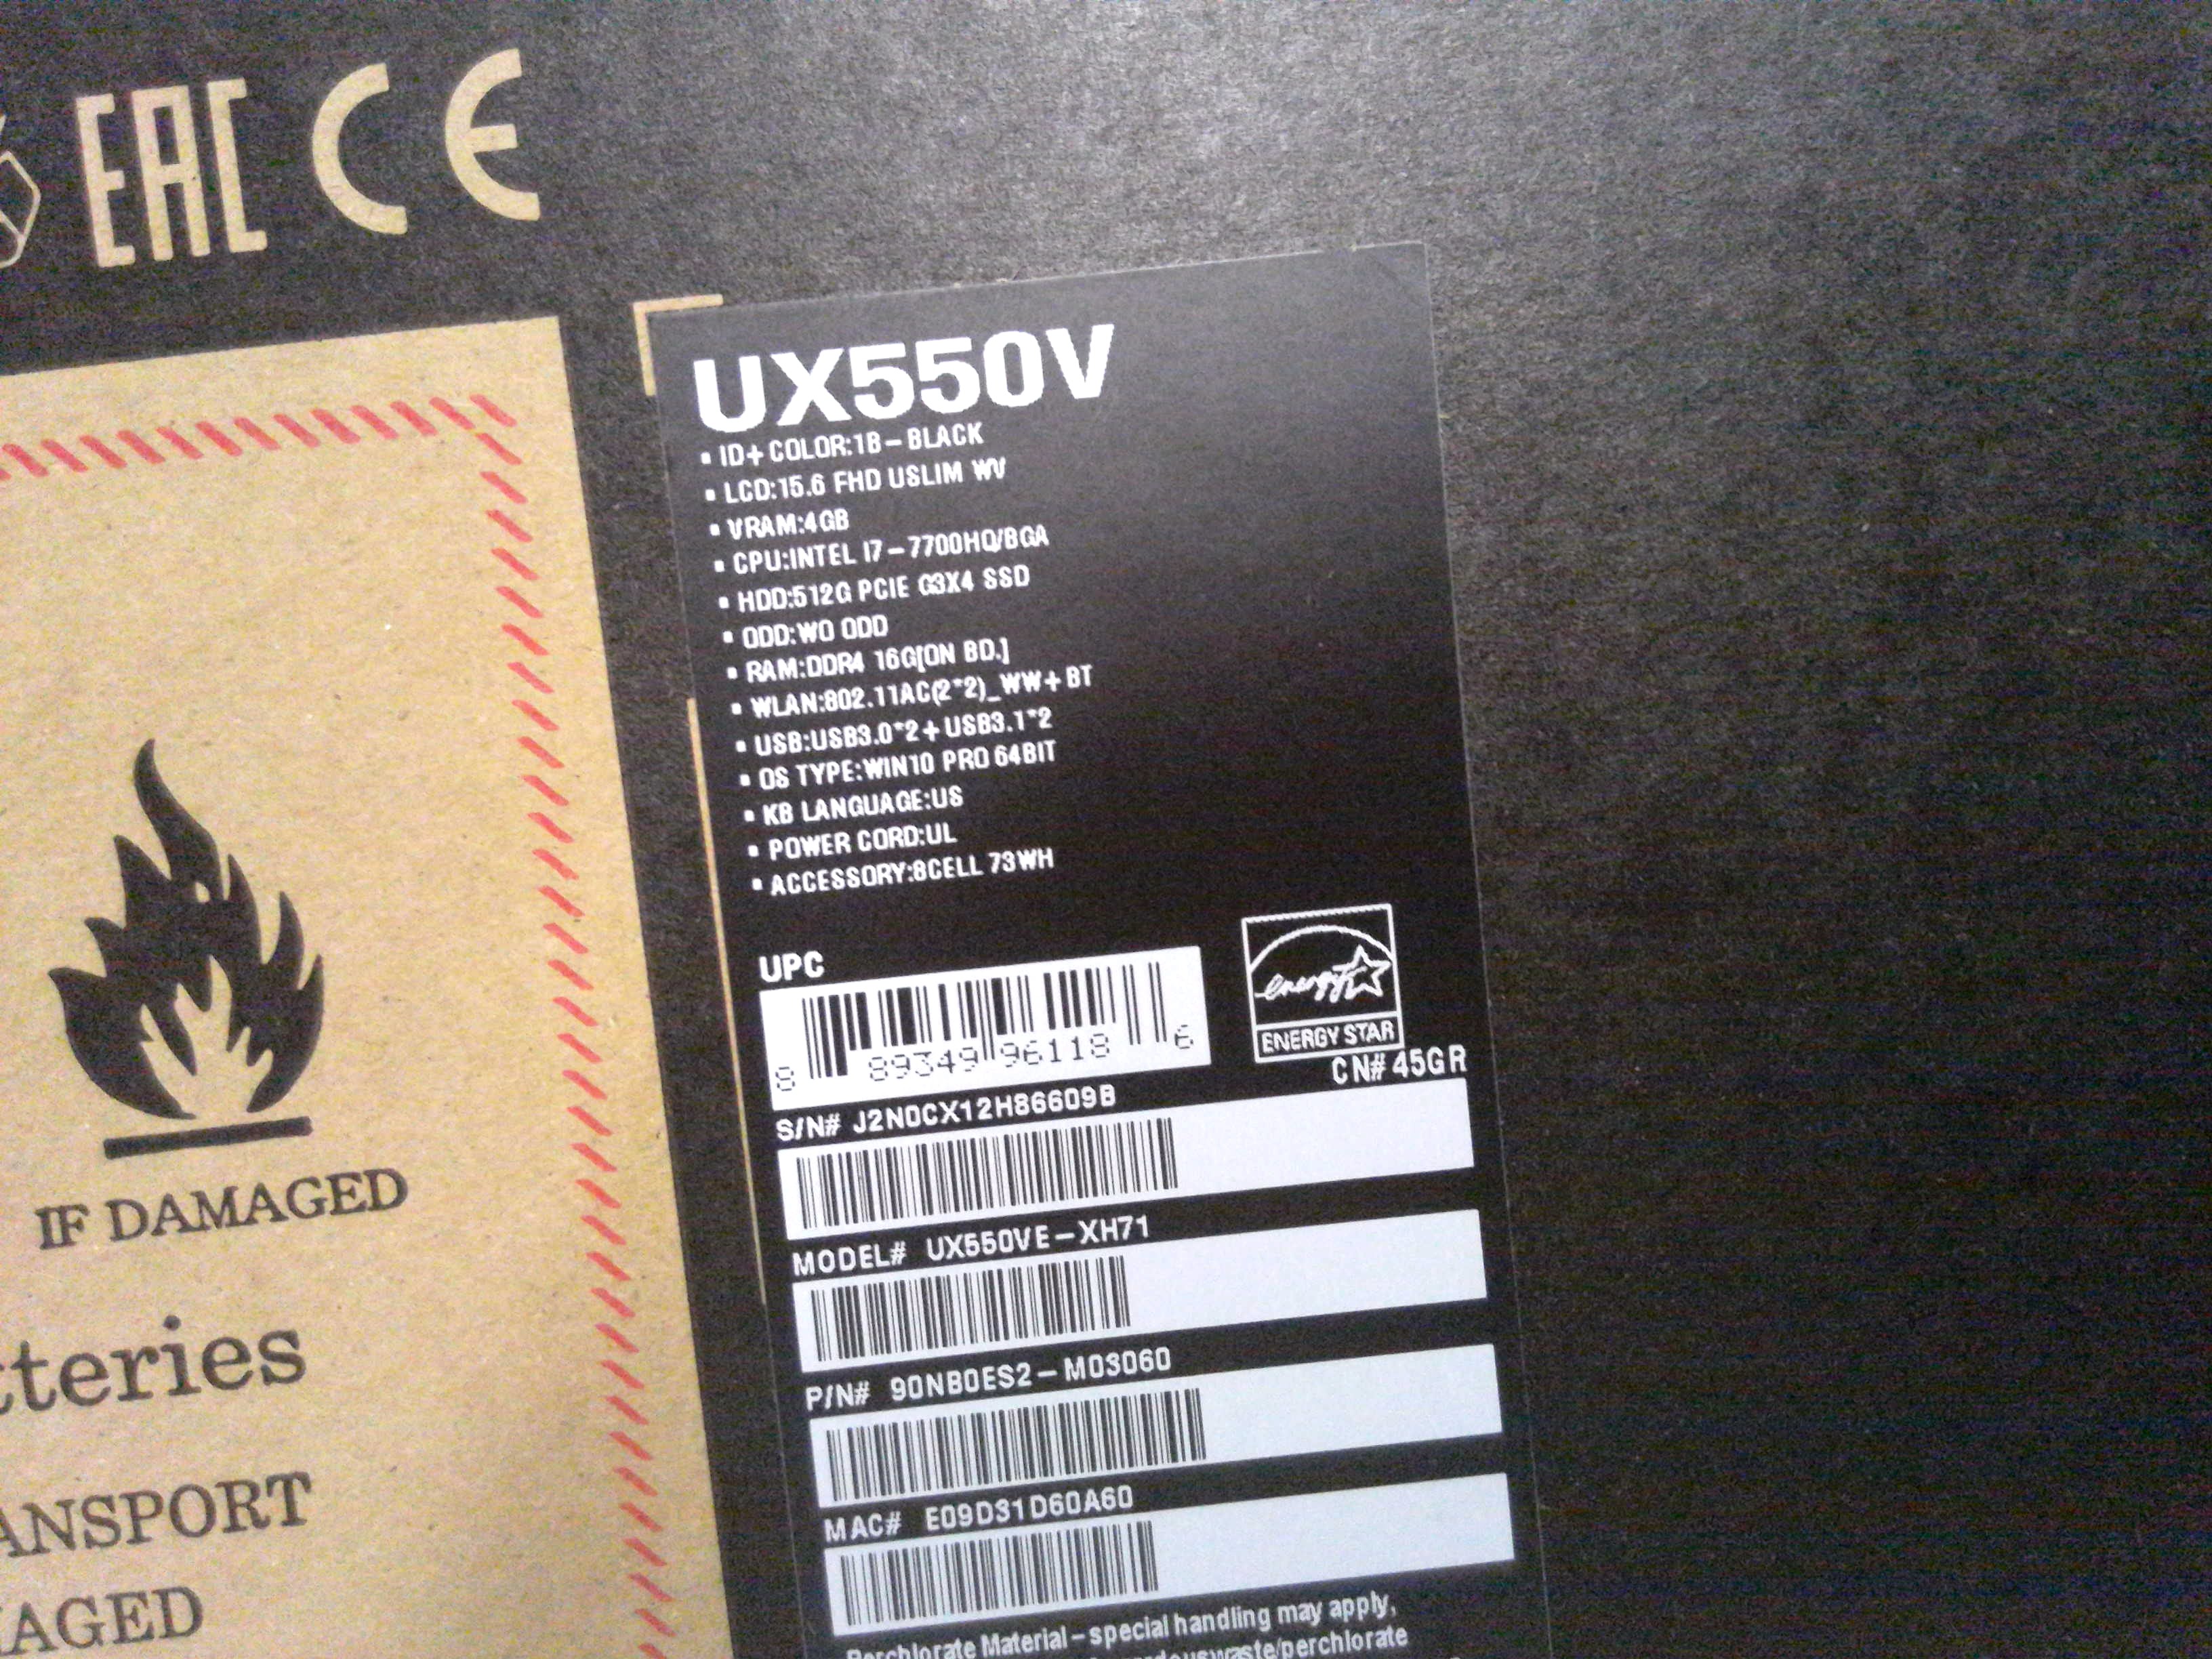 EAC CE
UX550V
▪ ID+ COLOR:1B-BLACK
▪ LCD:15.6 FHD USLIM WV
▪ VRAM:4GB
▪ CPU:INTEL I7-7700HQ/BGA
▪ HDD:512G PCIE G3X4 SSD
▪ ODD:WO ODD
▪ RAM:DDR4 16G[ON BD.]
▪ WLAN:802.11AC(2*2)_WW+BT
▪ USB:USB3.0*2+USB3.1*2
▪ OS TYPE:WIN10 PRO 64BIT
▪ KB LANGUAGE:US
▪ POWER CORD:UL
▪ ACCESSORY:8CELL 73WH
UPC
8 89349 96118 6
energy
ENERGY STAR
CN# 45GR
S/N# J2N0CX12H86609B
MODEL# UX550VE-XH71
P/N# 90NB0ES2-M03060
MAC# E09D31D60A60
Perchlorate Material-special handling may apply,
waste/perchlorate
IF DAMAGED
tteries
ANSPORT
AGED